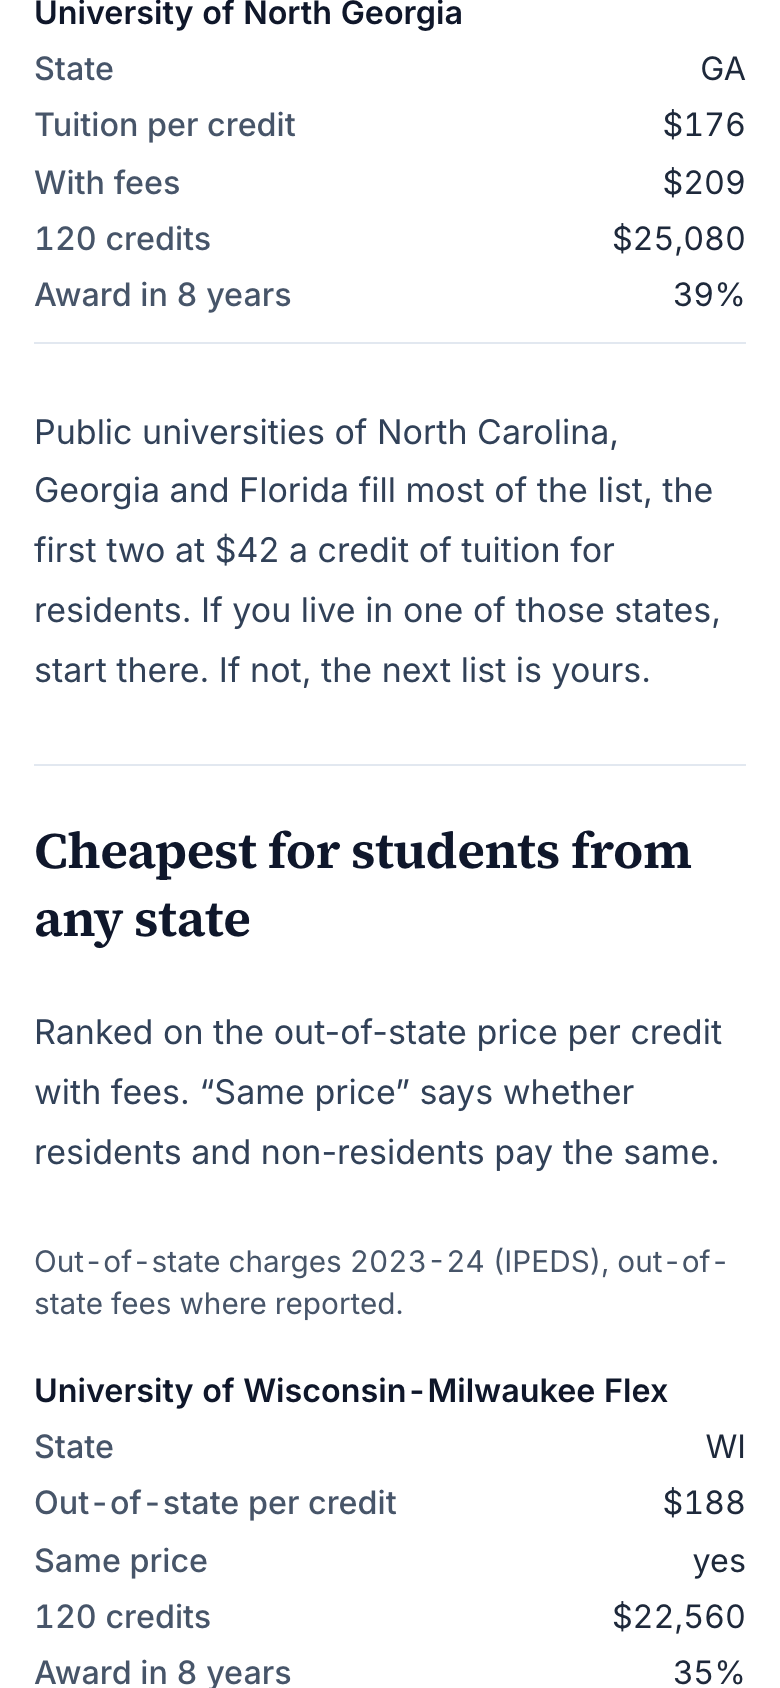 University of North Georgia
State GA
Tuition per credit $176
With fees $209
120 credits $25,080
Award in 8 years 39%
Public universities of North Carolina,
Georgia and Florida fill most of the list, the
first two at $42 a credit of tuition for
residents. If you live in one of those states,
start there. If not, the next list is yours.
Cheapest for students from
any state
Ranked on the out-of-state price per credit
with fees. “Same price” says whether
residents and non-residents pay the same.
Out-of-state charges 2023-24 (IPEDS), out-of-
state fees where reported.
University of Wisconsin-Milwaukee Flex
State WI
Out-of-state per credit $188
Same price yes
120 credits $22,560
Award in 8 years 35%